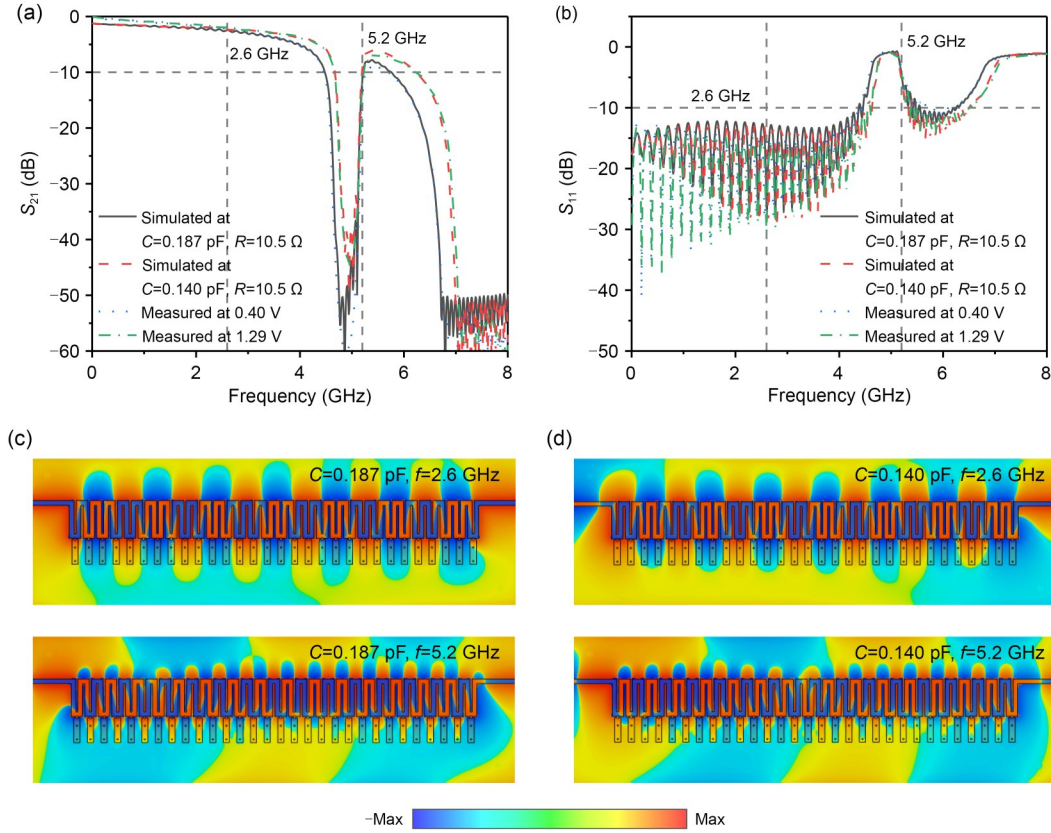 (a)
0
−10
−20
−30
−40
−50
−60
S21 (dB)
2.6 GHz
5.2 GHz
Simulated at
C=0.187 pF, R=10.5 Ω
Simulated at
C=0.140 pF, R=10.5 Ω
Measured at 0.40 V
Measured at 1.29 V
0 2 4 6 8
Frequency (GHz)
(b)
0
−10
−20
−30
−40
−50
S11 (dB)
5.2 GHz
2.6 GHz
Simulated at
C=0.187 pF, R=10.5 Ω
Simulated at
C=0.140 pF, R=10.5 Ω
Measured at 0.40 V
Measured at 1.29 V
0 2 4 6 8
Frequency (GHz)
(c)
C=0.187 pF, f=2.6 GHz
C=0.187 pF, f=5.2 GHz
(d)
C=0.140 pF, f=2.6 GHz
C=0.140 pF, f=5.2 GHz
−Max Max